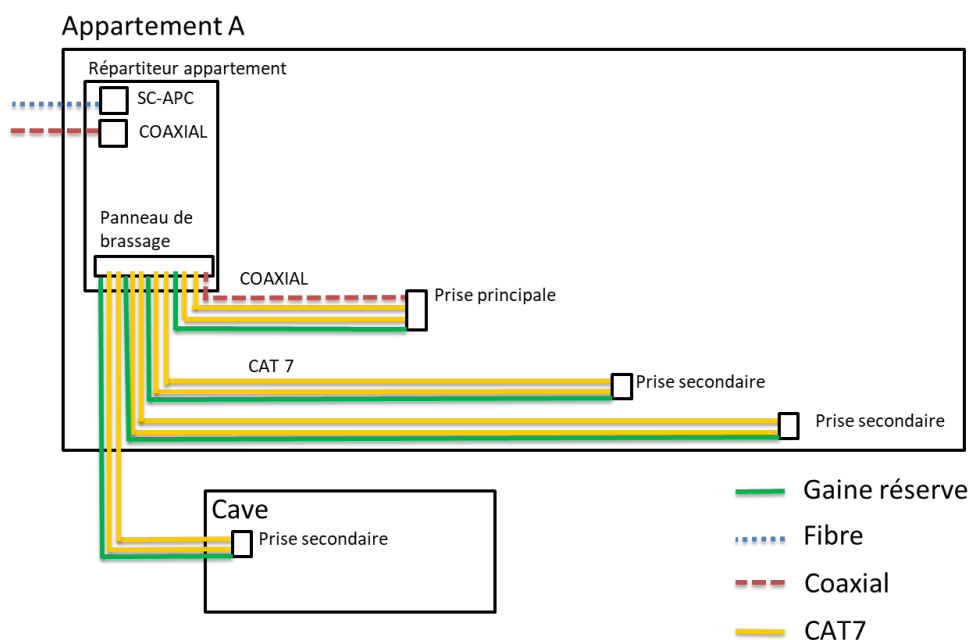 Appartement A
Répartiteur appartement
SC-APC
COAXIAL
Panneau de
brassage
COAXIAL
Prise principale
CAT 7
Prise secondaire
Prise secondaire
Cave
Prise secondaire
Gaine réserve
Fibre
Coaxial
CAT7